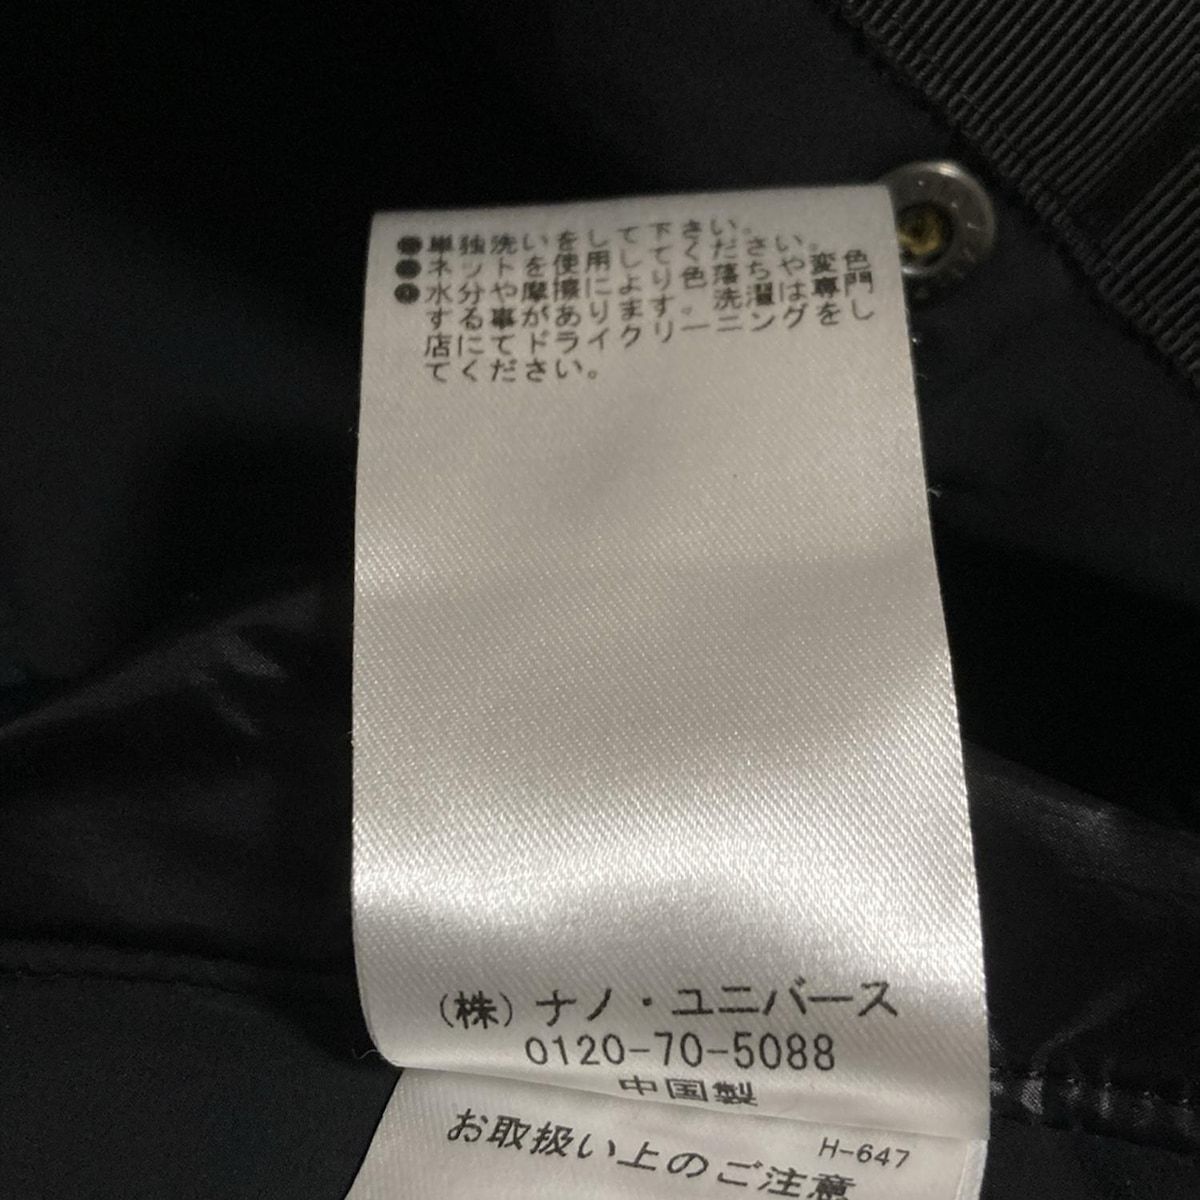 ●単独洗いをして下さい。
●ネットを使用してください。
●水分や摩擦により色落ちや変色
する事があります。洗濯は専門
店にてドライクリーニングをし
てください。
(株)ナノ・ユニバース
0120-70-5088
中国製
H-647
お取扱い上のご注意